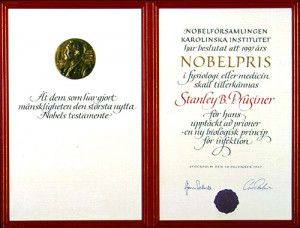 Åt dem som har gjort
mänskligheten den största nytta
Nobels testamente
NOBELFÖRSAMLINGEN
KAROLINSKA INSTITUTET
har beslutat att 1997 års
NOBELPRIS
i fysiologi eller medicin
skall tillerkännas
Stanley B. Prusiner
för hans
upptäckt av prioner
-en ny biologisk princip
för infektion
STOCKHOLM DEN